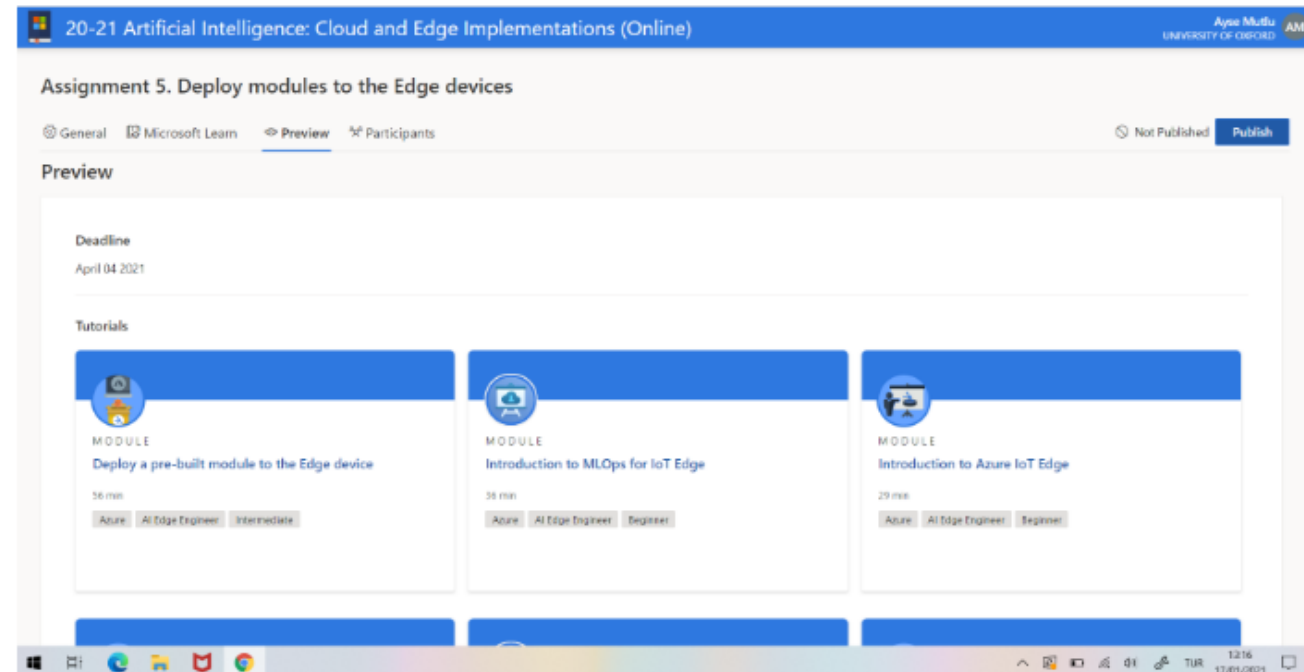 20-21 Artificial Intelligence: Cloud and Edge Implementations (Online)
Ayse Mutlu
UNIVERSITY OF OXFORD
AM
Assignment 5. Deploy modules to the Edge devices
General
Microsoft Learn
Preview
Participants
Not Published
Publish
Preview
Deadline
April 04 2021
Tutorials
MODULE
Deploy a pre-built module to the Edge device
56 min
Azure
AI Edge Engineer
Intermediate
MODULE
Introduction to MLOps for IoT Edge
36 min
Azure
AI Edge Engineer
Beginner
MODULE
Introduction to Azure IoT Edge
29 min
Azure
AI Edge Engineer
Beginner
TUR
12:16
17/01/2021